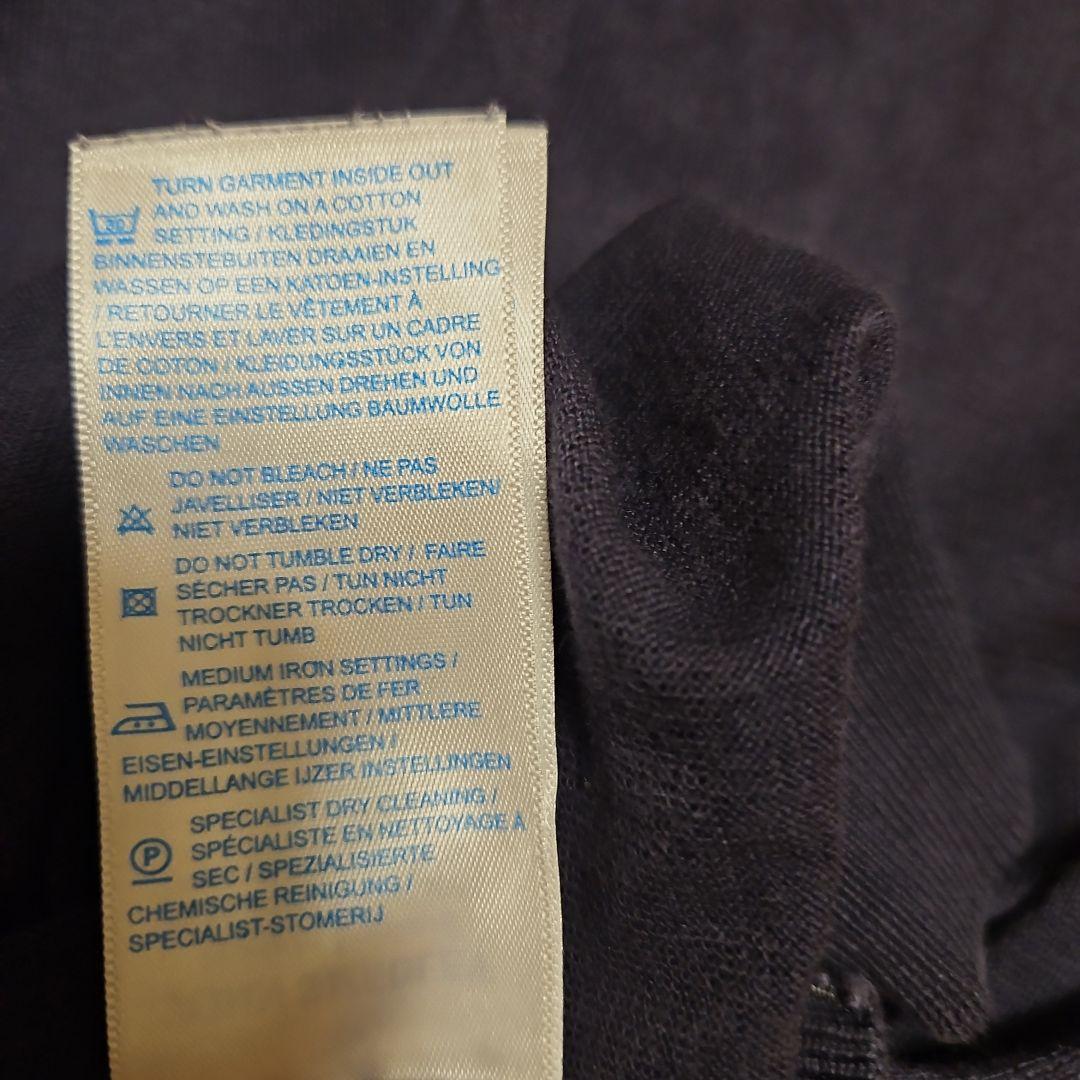 TURN GARMENT INSIDE OUT
30 AND WASH ON A COTTON
SETTING / KLEDINGSTUK
BINNENSTEBUITEN DRAAIEN EN
WASSEN OP EEN KATOEN-INSTELLING
/ RETOURNER LE VÊTEMENT À
L'ENVERS ET LAVER SUR UN CADRE
DE COTON / KLEIDUNGSSTÜCK VON
INNEN NACH AUSSEN DREHEN UND
AUF EINE EINSTELLUNG BAUMWOLLE
WASCHEN
DO NOT BLEACH / NE PAS
JAVELLISER / NIET VERBLEKEN/
NIET VERBLEKEN
DO NOT TUMBLE DRY / FAIRE
SÉCHER PAS / TUN NICHT
TROCKNER TROCKEN / TUN
NICHT TUMB
MEDIUM IRON SETTINGS /
PARAMÈTRES DE FER
MOYENNEMENT / MITTLERE
EISEN-EINSTELLUNGEN /
MIDDELLANGE IJZER INSTELLINGEN
SPECIALIST DRY CLEANING /
P SPÉCIALISTE EN NETTOYAGE À
SEC / SPEZIALISIERTE
CHEMISCHE REINIGUNG /
SPECIALIST-STOMERIJ